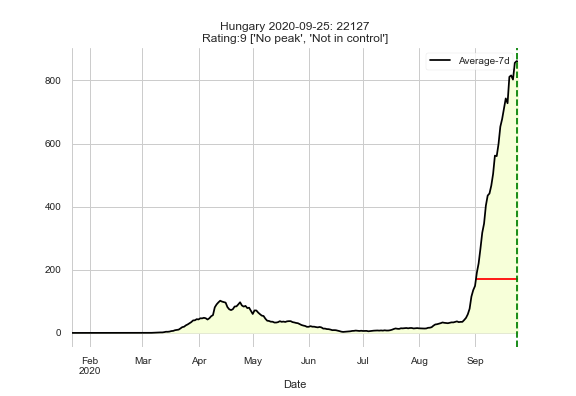 Hungary 2020-09-25: 22127
Rating:9 ['No peak', 'Not in control']
Average-7d
800
600
400
200
0
Feb Mar Apr May Jun Jul Aug Sep
2020
Date